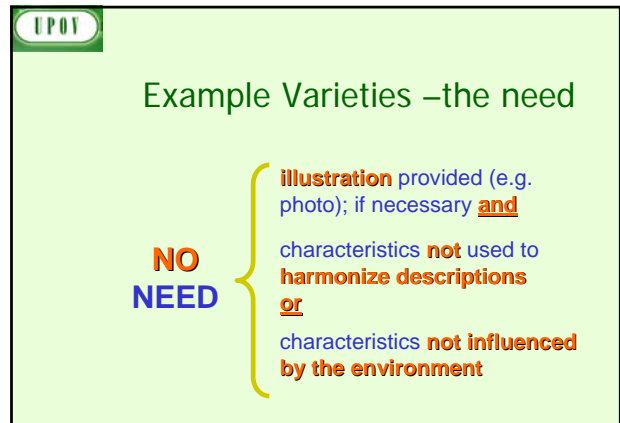 UPOV
Example Varieties –the need
illustration provided (e.g.
photo); if necessary and
characteristics not used to
harmonize descriptions
or
characteristics not influenced
by the environment
NO
NEED